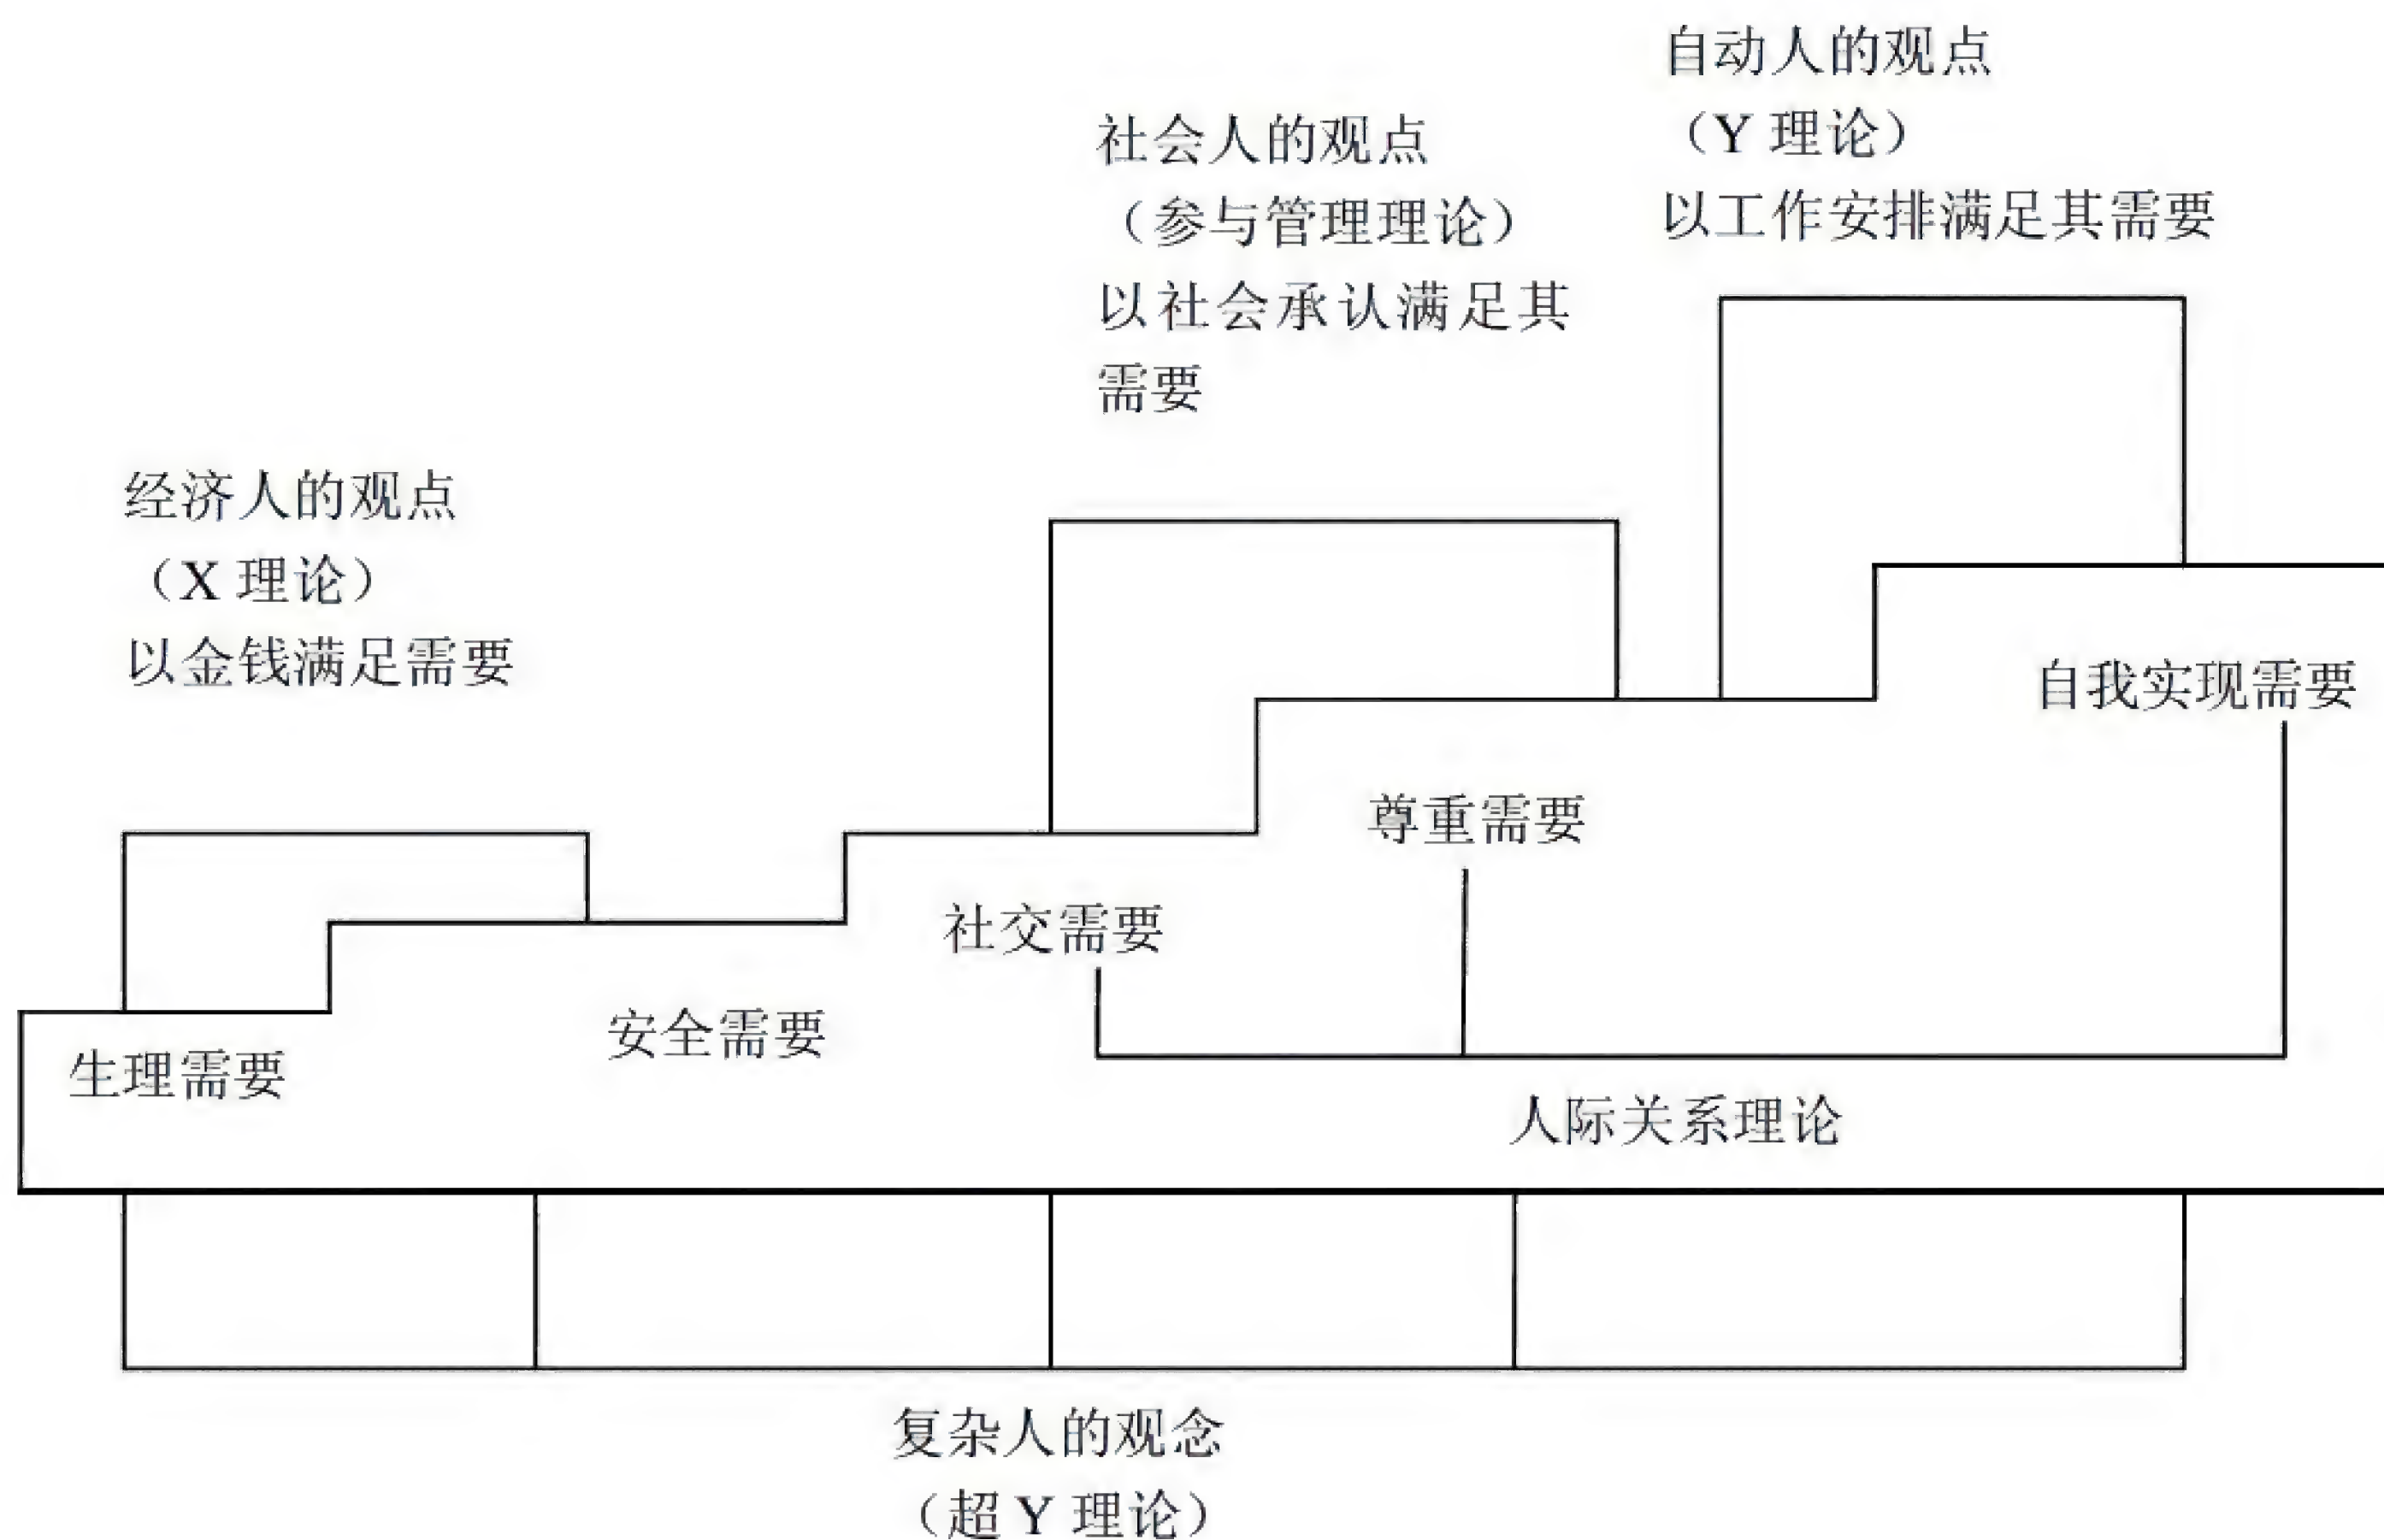 自动人的观点
（Y 理论）
以工作安排满足其需要
社会人的观点
（参与管理理论）
以社会承认满足其
需要
经济人的观点
（X 理论）
以金钱满足需要
自我实现需要
尊重需要
社交需要
安全需要
生理需要
人际关系理论
复杂人的观念
（超 Y 理论）